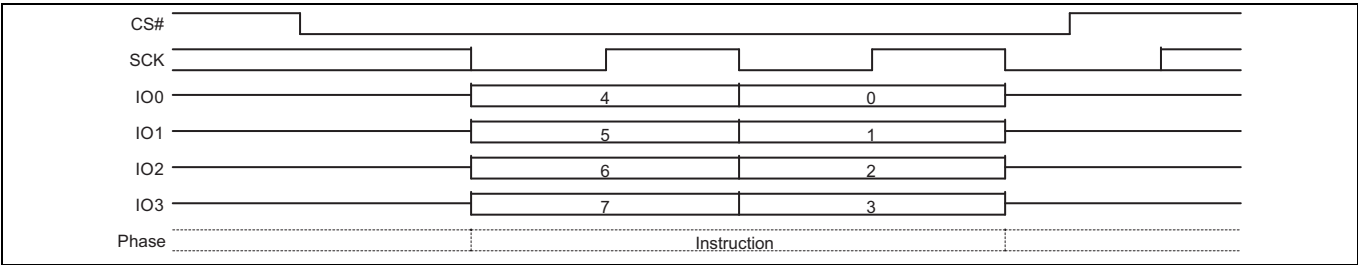 CS#
SCK
IO0 4 0
IO1 5 1
IO2 6 2
IO3 7 3
Phase Instruction